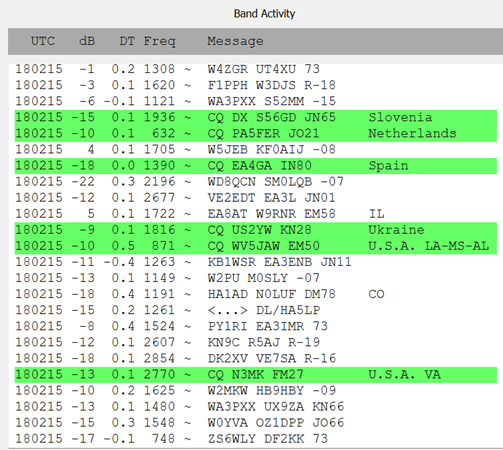 Band Activity
UTC dB DT Freq Message
180215 -1 0.2 1308 ~ W4ZGR UT4XU 73
180215 -3 0.1 1620 ~ F1PPH W3DJS R-18
180215 -6 -0.1 1121 ~ WA3PXX S52MM -15
180215 -15 0.1 1936 ~ CQ DX S56GD JN65 Slovenia
180215 -10 0.1 632 ~ CQ PA5FER JO21 Netherlands
180215 4 0.1 1705 ~ W5JEB KF0AIJ -08
180215 -18 0.0 1390 ~ CQ EA4GA IN80 Spain
180215 -22 0.3 2196 ~ WD8QCN SM0LQB -07
180215 -12 0.1 2677 ~ VE2EDT EA3L JN01
180215 5 0.1 1722 ~ EA8AT W9RNR EM58 IL
180215 -9 0.1 1816 ~ CQ US2YW KN28 Ukraine
180215 -10 0.5 871 ~ CQ WV5JAW EM50 U.S.A. LA-MS-AL
180215 -11 -0.4 1263 ~ KB1WSR EA3ENB JN11
180215 -13 0.1 1149 ~ W2PU M0SLY -07
180215 -18 0.4 1191 ~ HA1AD N0LUF DM78 CO
180215 -15 0.2 1261 ~ <...> DL/HA5LP
180215 -8 0.4 1524 ~ PY1RI EA3IMR 73
180215 -12 0.1 2607 ~ KN9C R5AJ R-19
180215 -18 0.1 2854 ~ DK2XV VE7SA R-16
180215 -13 0.1 2770 ~ CQ N3MK FM27 U.S.A. VA
180215 -10 0.2 1625 ~ W2MKW HB9HBY -09
180215 -13 0.1 1480 ~ WA3PXX UX9ZA KN66
180215 -15 0.3 1548 ~ W0YVA OZ1DPP JO66
180215 -17 -0.1 748 ~ ZS6WLY DF2KK 73